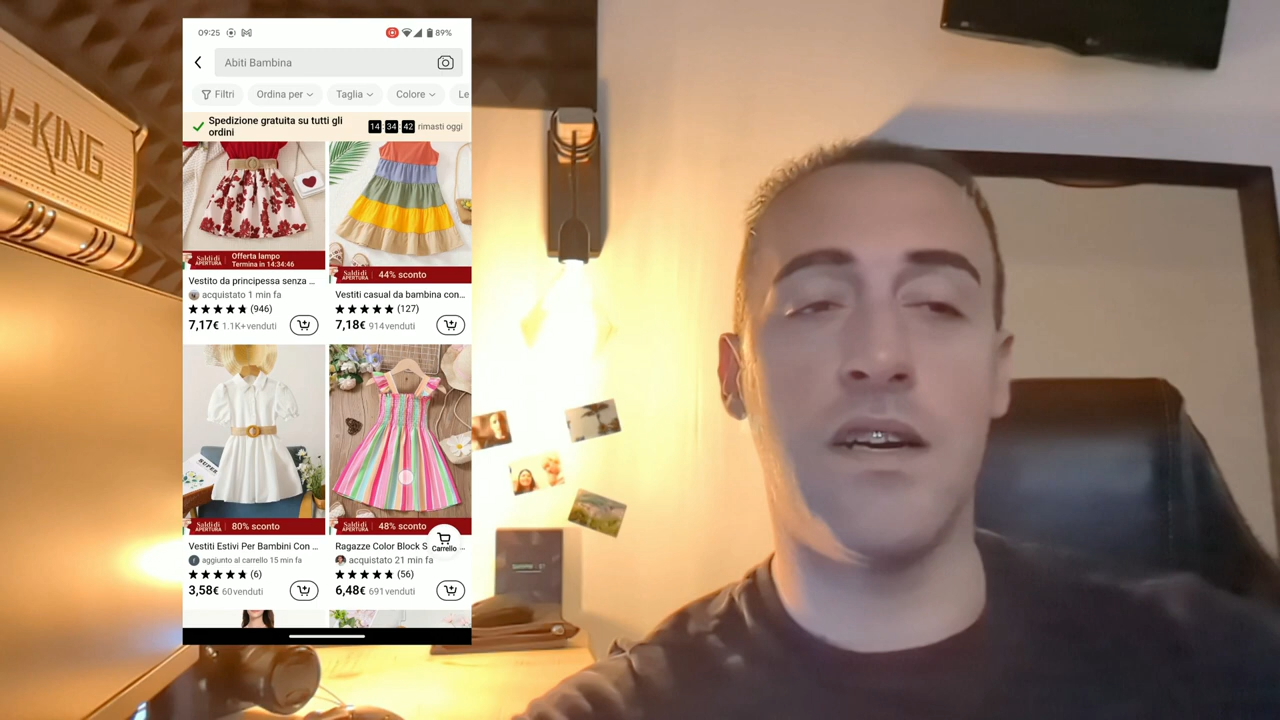 V-KING
09:25 89%
Abiti Bambina
Filtri Ordina per Taglia Colore Le
Spedizione gratuita su tutti gli
ordini
14 34 42 rimasti oggi
Saldi di
APERTURA
Offerta lampo
Termina in 14:34:46
Saldi di
APERTURA
44% sconto
Vestito da principessa senza ...
acquistato 1 min fa
(946)
7,17€ 1.1K+venduti
Vestiti casual da bambina con...
(127)
7,18€ 914venduti
SUPER
Saldi di
APERTURA
80% sconto
Saldi di
APERTURA
48% sconto
Carrello
Vestiti Estivi Per Bambini Con ...
aggiunto al carrello 15 min fa
(6)
3,58€ 60venduti
Ragazze Color Block S ...
acquistato 21 min fa
(56)
6,48€ 691venduti